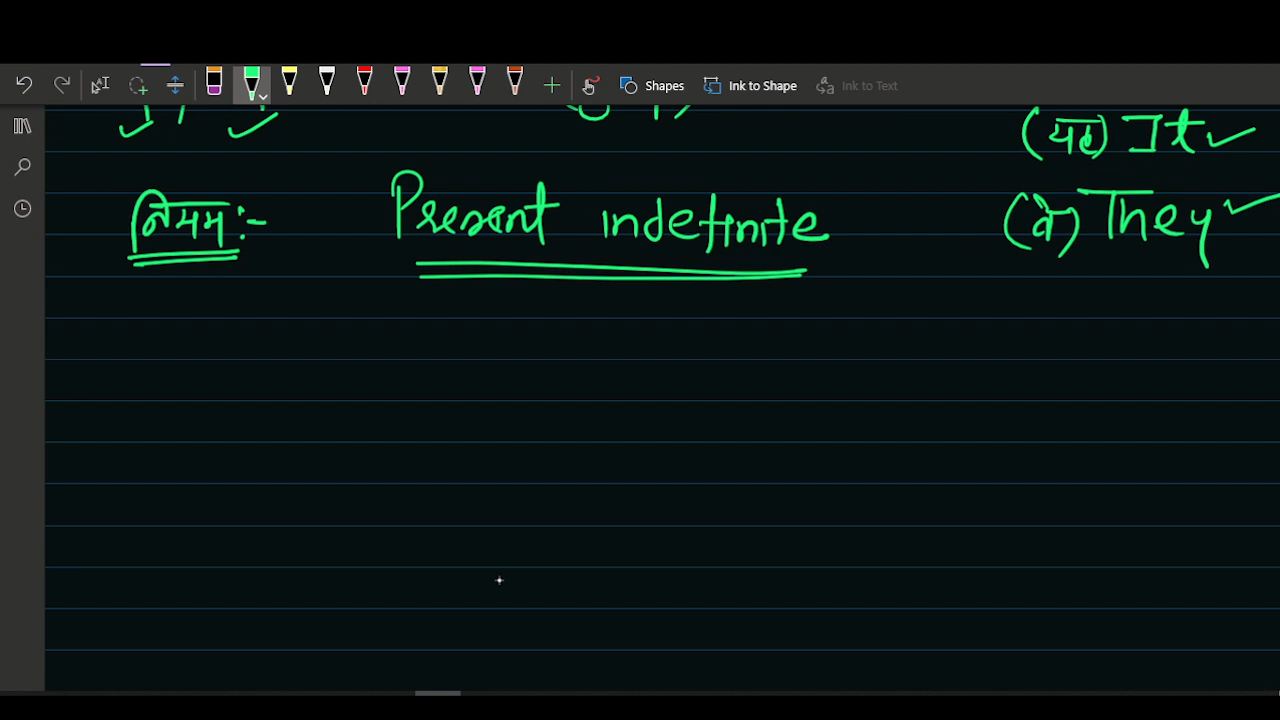 Shapes Ink to Shape Ink to Text
(यह) It
नियम :- Present indefinite (वे) They